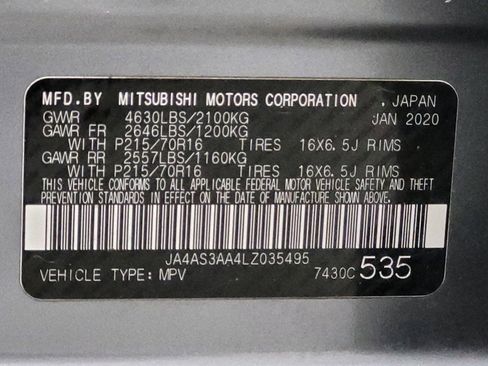 MFD.BY MITSUBISHI MOTORS CORPORATION . JAPAN
GVWR 4630LBS/2100KG JAN 2020
GAWR FR 2646LBS/1200KG
WITH P215/70R16 TIRES 16X6.5J RIMS
GAWR RR 2557LBS/1160KG
WITH P215/70R16 TIRES 16X6.5J RIMS
THIS VEHICLE CONFORMS TO ALL APPLICABLE FEDERAL MOTOR VEHICLE SAFETY AND THEFT
PREVENTION STANDARDS IN EFFECT ON THE DATE OF MANUFACTURE SHOWN ABOVE.
JA4AS3AA4LZ035495
VEHICLE TYPE: MPV 7430C 535